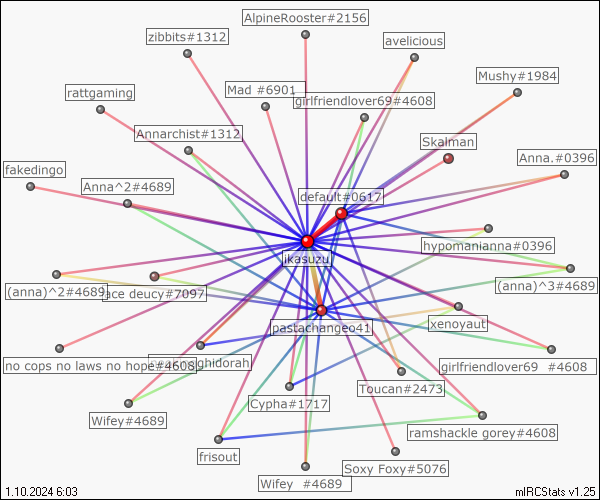 AlpineRooster#2156
zibbits#1312
avelicious
Mushy#1984
rattgaming
Mad #6901
girlfriendlover69#4608
Annarchist#1312
Skalman
Anna.#0396
fakedingo
Anna^2#4689
default#0617
hypomanianna#0396
ikasuzu
(anna)^2#4689
ace deucy#7097
(anna)^3#4689
pastachangeo41
xenoyaut
no cops no laws no hope#4608
ghidorah
girlfriendlover69 #4608
Toucan#2473
Wifey#4689
Cypha#1717
ramshackle gorey#4608
frisout
Soxy Foxy#5076
Wifey #4689
1.10.2024 6:03
mIRCStats v1.25